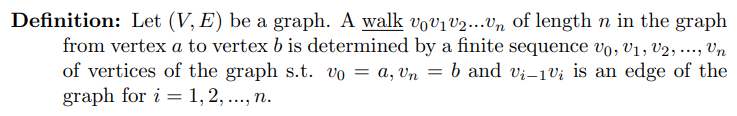 Definition: Let (V, E) be a graph. A walk v₀v₁v₂...vₙ of length n in the graph
from vertex a to vertex b is determined by a finite sequence v₀, v₁, v₂, ..., vₙ
of vertices of the graph s.t. v₀ = a, vₙ = b and vᵢ₋₁vᵢ is an edge of the
graph for i = 1, 2, ..., n.